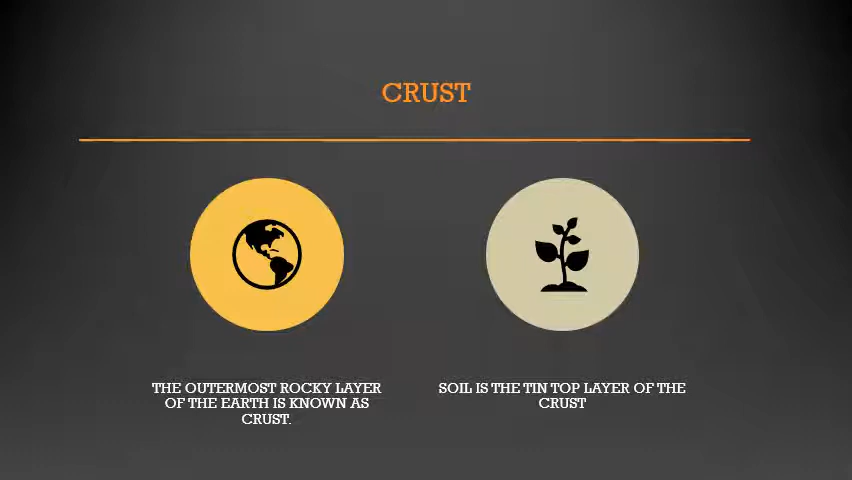 CRUST
THE OUTERMOST ROCKY LAYER
OF THE EARTH IS KNOWN AS
CRUST.
SOIL IS THE TIN TOP LAYER OF THE
CRUST